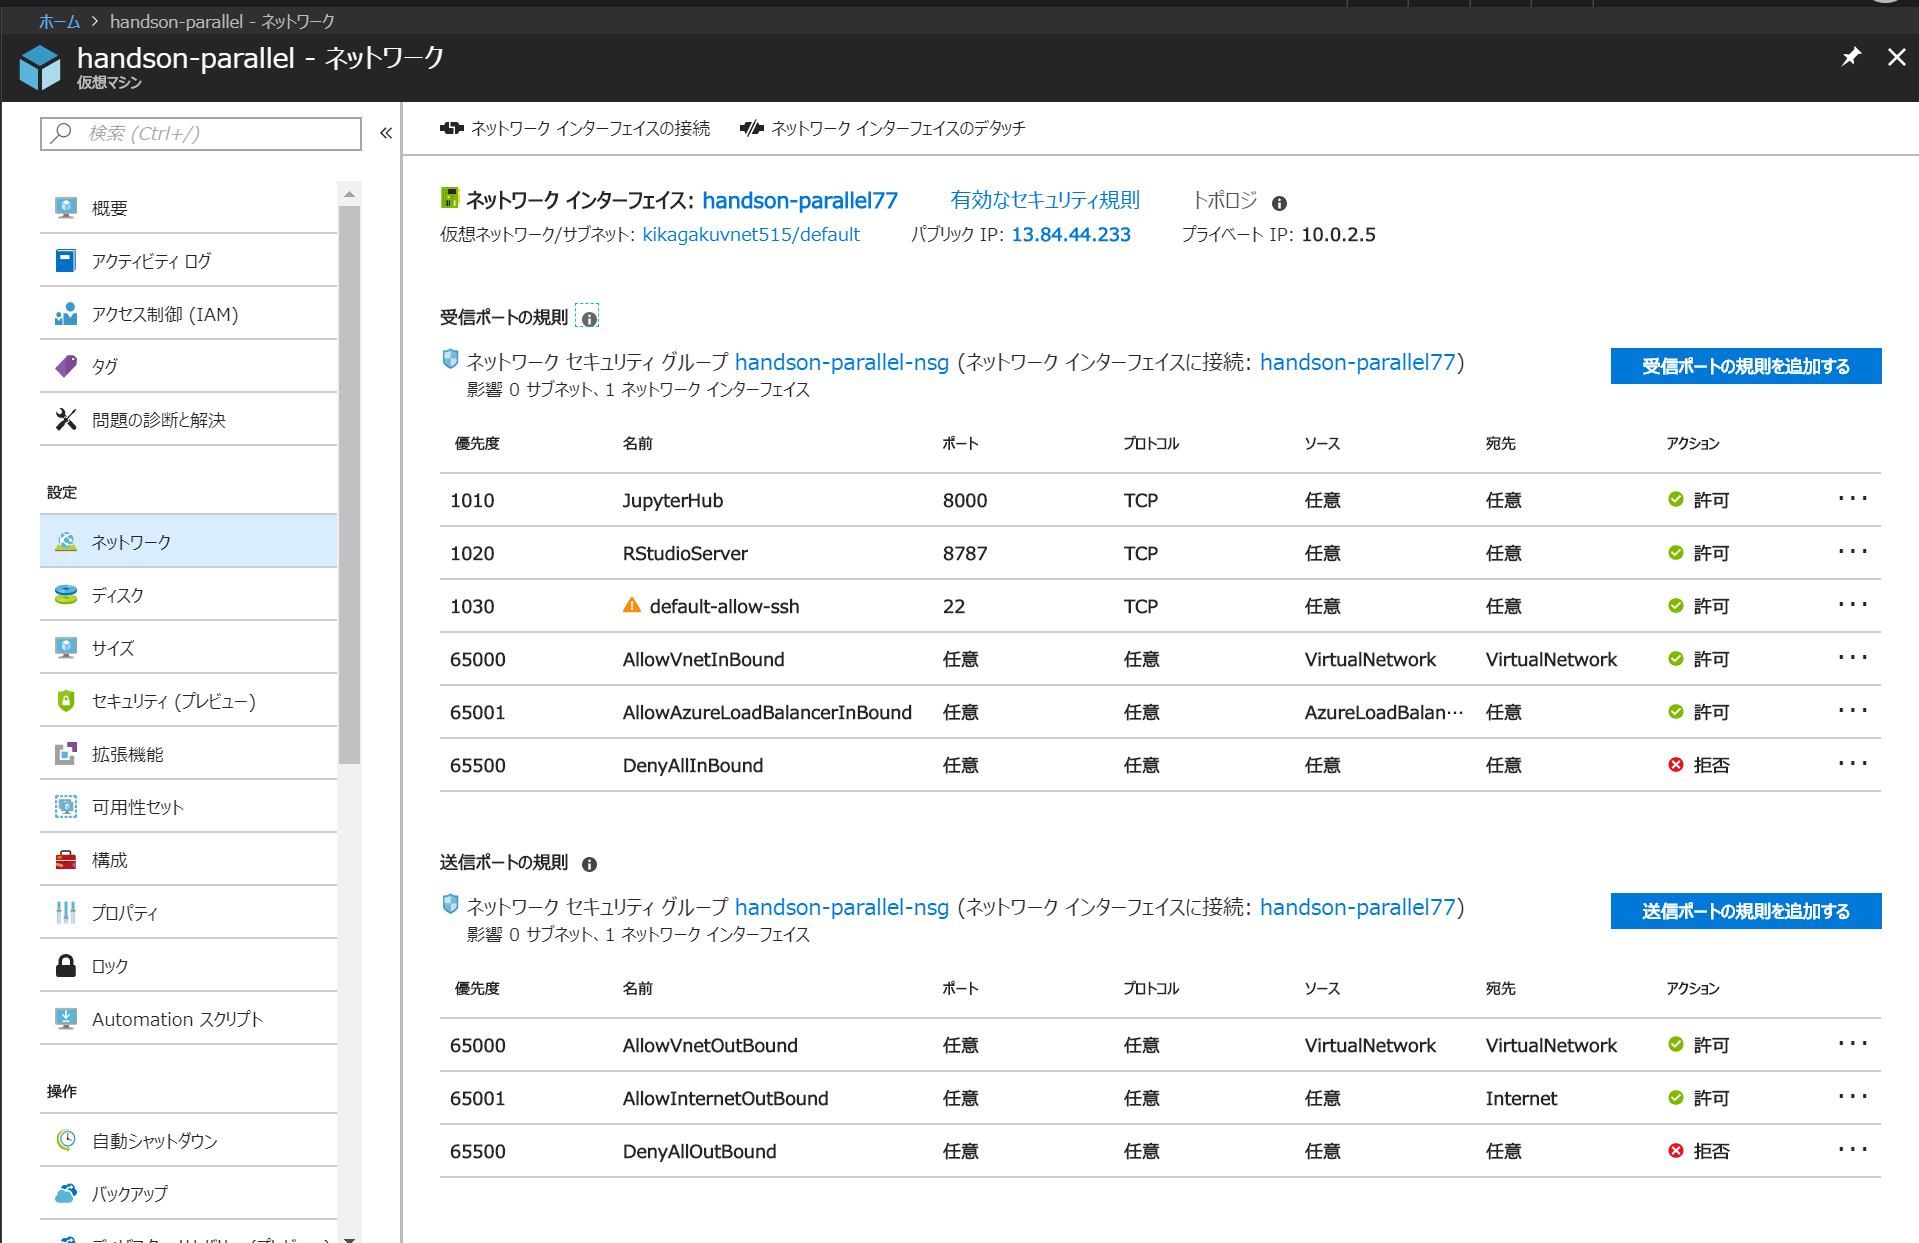 ホーム > handson-parallel - ネットワーク
handson-parallel - ネットワーク
仮想マシン
検索 (Ctrl+/)
«
概要
アクティビティ ログ
アクセス制御 (IAM)
タグ
問題の診断と解決
設定
ネットワーク
ディスク
サイズ
セキュリティ (プレビュー)
拡張機能
可用性セット
構成
プロパティ
ロック
Automation スクリプト
操作
自動シャットダウン
バックアップ
ネットワーク インターフェイスの接続 ネットワーク インターフェイスのデタッチ
ネットワーク インターフェイス: handson-parallel77 有効なセキュリティ規則 トポロジ
仮想ネットワーク/サブネット: kikagakuvnet515/default パブリック IP: 13.84.44.233 プライベート IP: 10.0.2.5
受信ポートの規則
ネットワーク セキュリティ グループ handson-parallel-nsg (ネットワーク インターフェイスに接続: handson-parallel77)
影響 0 サブネット、1 ネットワーク インターフェイス
受信ポートの規則を追加する
優先度 名前 ポート プロトコル ソース 宛先 アクション
1010 JupyterHub 8000 TCP 任意 任意 許可 ···
1020 RStudioServer 8787 TCP 任意 任意 許可 ···
1030 default-allow-ssh 22 TCP 任意 任意 許可 ···
65000 AllowVnetInBound 任意 任意 VirtualNetwork VirtualNetwork 許可 ···
65001 AllowAzureLoadBalancerInBound 任意 任意 AzureLoadBalan··· 任意 許可 ···
65500 DenyAllInBound 任意 任意 任意 任意 拒否 ···
送信ポートの規則
ネットワーク セキュリティ グループ handson-parallel-nsg (ネットワーク インターフェイスに接続: handson-parallel77)
影響 0 サブネット、1 ネットワーク インターフェイス
送信ポートの規則を追加する
優先度 名前 ポート プロトコル ソース 宛先 アクション
65000 AllowVnetOutBound 任意 任意 VirtualNetwork VirtualNetwork 許可 ···
65001 AllowInternetOutBound 任意 任意 任意 Internet 許可 ···
65500 DenyAllOutBound 任意 任意 任意 任意 拒否 ···